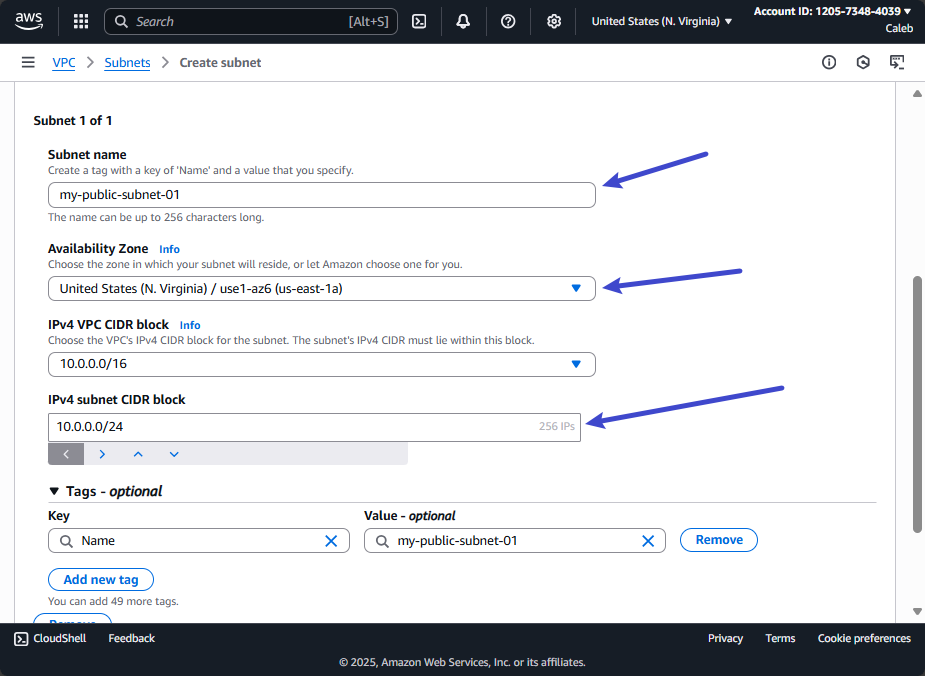 aws
Search [Alt+S]
United States (N. Virginia)
Account ID: 1205-7348-4039
Caleb
VPC
Subnets
Create subnet
Subnet 1 of 1
Subnet name
Create a tag with a key of 'Name' and a value that you specify.
my-public-subnet-01
The name can be up to 256 characters long.
Availability Zone Info
Choose the zone in which your subnet will reside, or let Amazon choose one for you.
United States (N. Virginia) / use1-az6 (us-east-1a)
IPv4 VPC CIDR block Info
Choose the VPC's IPv4 CIDR block for the subnet. The subnet's IPv4 CIDR must lie within this block.
10.0.0.0/16
IPv4 subnet CIDR block
10.0.0.0/24 256 IPs
Tags - optional
Key Value - optional
Name my-public-subnet-01 Remove
Add new tag
You can add 49 more tags.
Remove
CloudShell Feedback Privacy Terms Cookie preferences
© 2025, Amazon Web Services, Inc. or its affiliates.